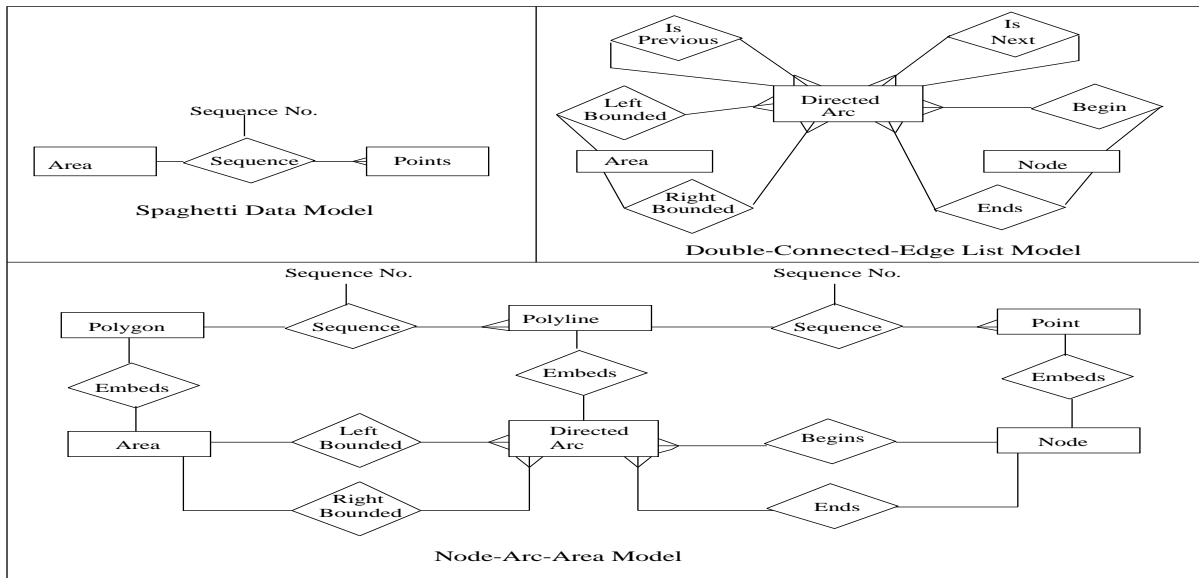 Sequence No.
Area
Sequence
Points
Spaghetti Data Model
Is
Previous
Is
Next
Left
Bounded
Directed
Arc
Begin
Area
Node
Right
Bounded
Ends
Double-Connected-Edge List Model
Sequence No.
Sequence No.
Polygon
Sequence
Polyline
Sequence
Point
Embeds
Embeds
Embeds
Area
Left
Bounded
Directed
Arc
Begins
Node
Right
Bounded
Ends
Node-Arc-Area Model